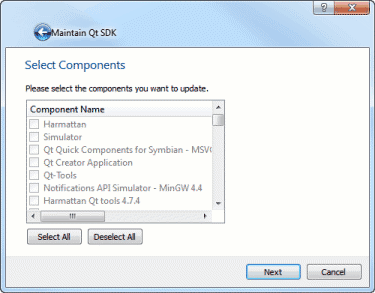 Maintain Qt SDK
Select Components
Please select the components you want to update.
Component Name
Harmattan
Simulator
Qt Quick Components for Symbian - MSV
Qt Creator Application
Qt-Tools
Notifications API Simulator - MinGW 4.4
Harmattan Qt tools 4.7.4
Select All
Deselect All
Next
Cancel